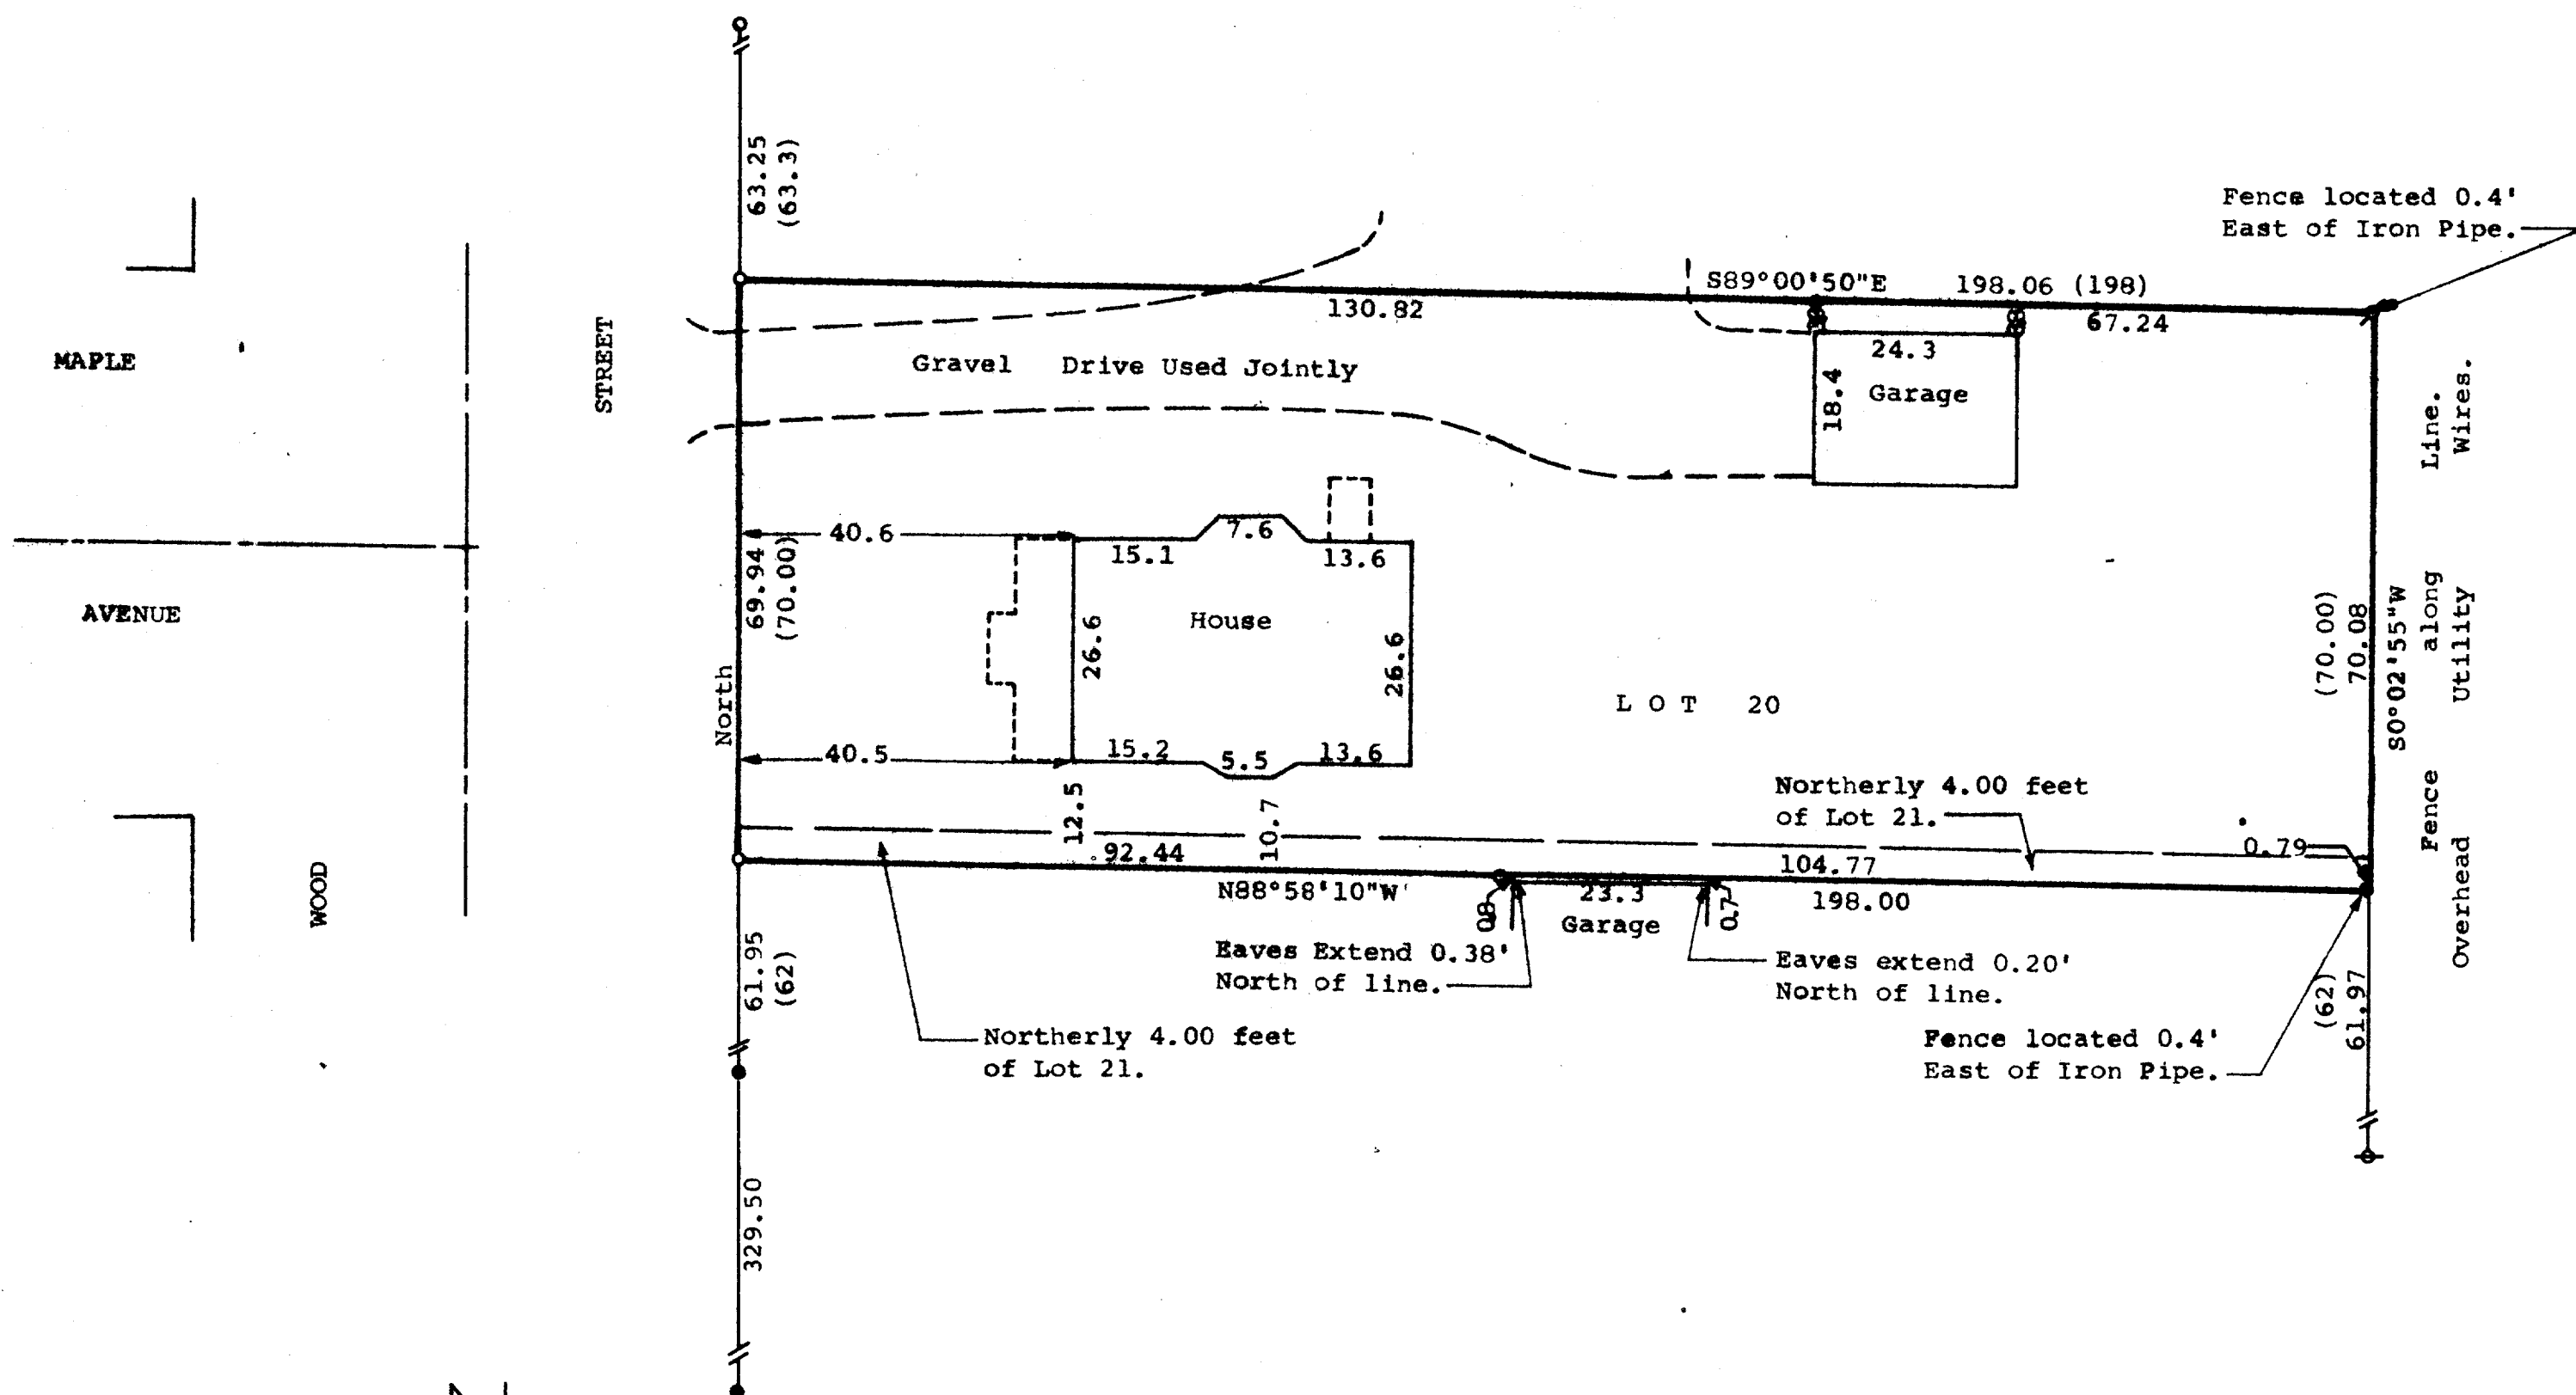 63.25
(63.3)
Fence located 0.4'
East of Iron Pipe.
S89°00'50"E 198.06 (198)
130.82
67.24
MAPLE
STREET
Gravel Drive Used Jointly
24.3
18.4
Garage
Line.
Wires.
40.6
15.1
7.6
13.6
69.94
(70.00)
AVENUE
House
26.6
26.6
(70.00)
70.08
S0°02'55"W
along
Utility
North
LOT 20
40.5
15.2
5.5
13.6
12.5
10.7
Northerly 4.00 feet
of Lot 21.
Fence
Overhead
0.79
92.44
104.77
N88°58'10"W
23.3
198.00
Garage
0.7
WOOD
61.95
(62)
Eaves Extend 0.38'
North of line.
Eaves extend 0.20'
North of line.
(62)
61.97
Northerly 4.00 feet
of Lot 21.
Fence located 0.4'
East of Iron Pipe.
329.50